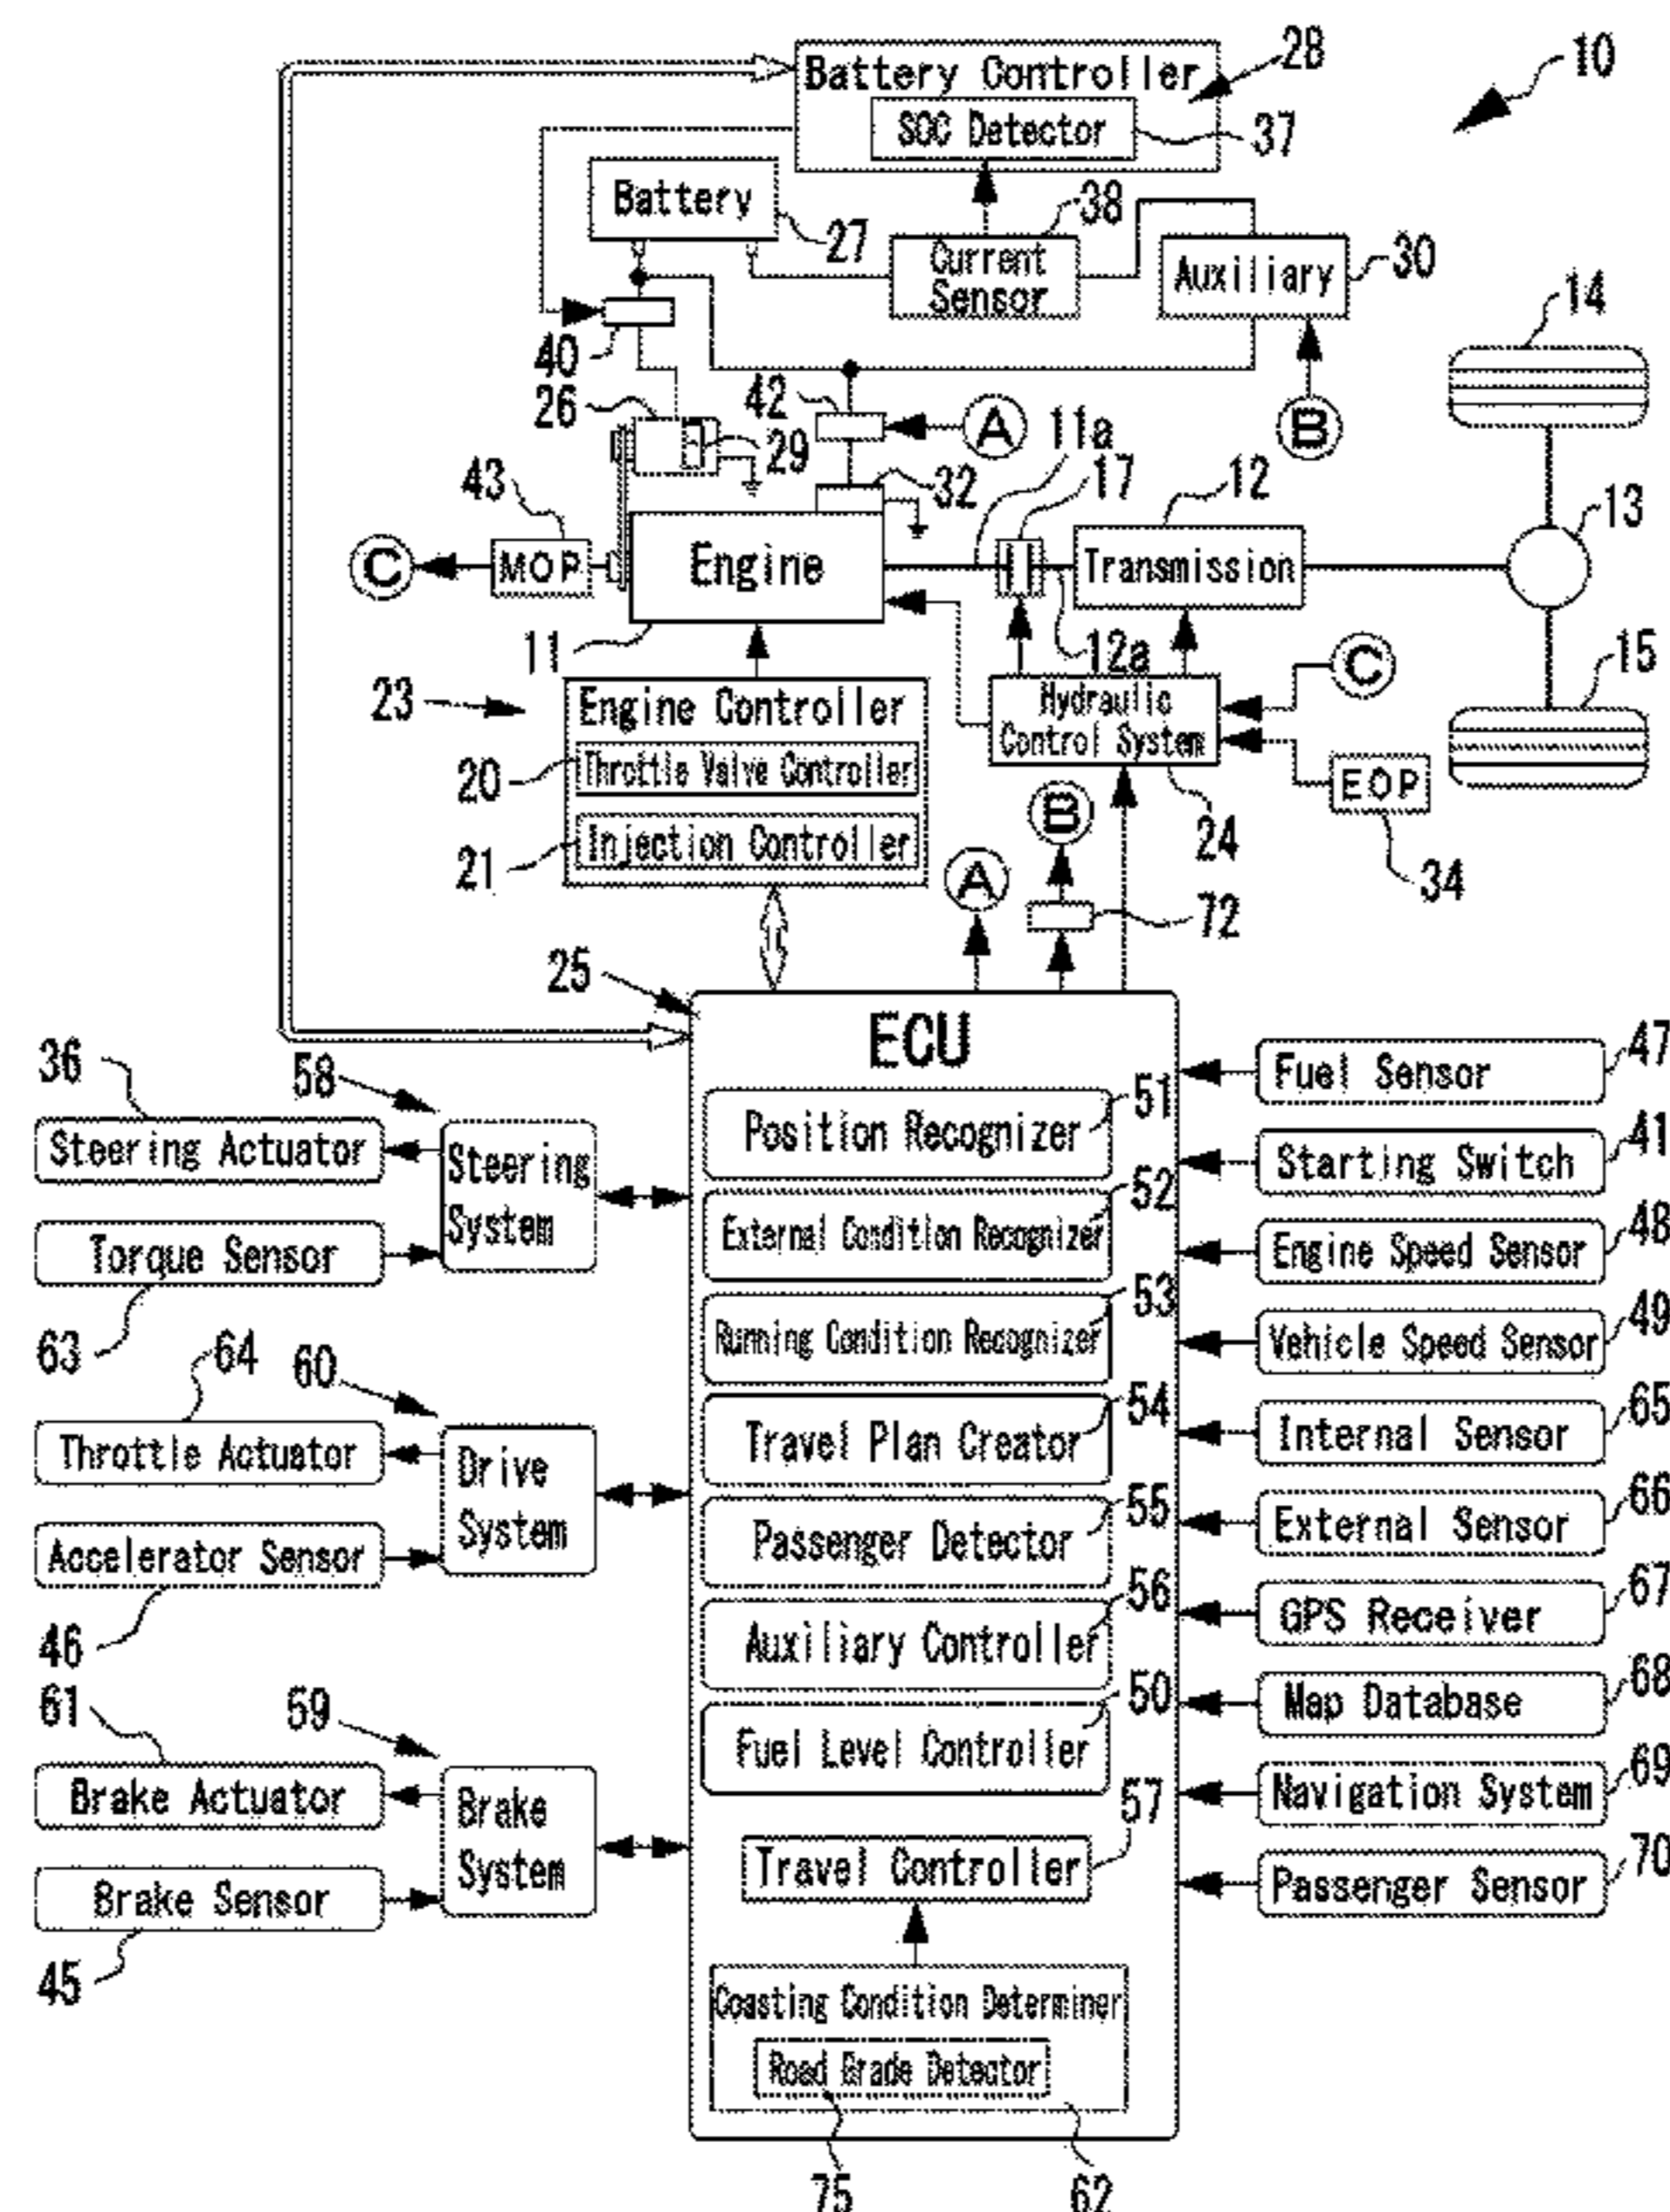 10
28
Battery Controller
SOC Detector
37
Battery
27
38
Current
Sensor
Auxiliary
30
14
40
26
29
42
A
B
11a
17
12
13
43
32
C
MOP
Engine
Transmission
11
12a
C
15
23
Engine Controller
20
Throttle Valve Controller
21
Injection Controller
Hydraulic
Control System
24
EOP
34
B
A
72
25
ECU
36
Steering Actuator
58
Steering
System
Torque Sensor
63
64
60
Throttle Actuator
Drive
System
Accelerator Sensor
46
61
59
Brake Actuator
Brake
System
Brake Sensor
45
51
Position Recognizer
52
External Condition Recognizer
53
Running Condition Recognizer
54
Travel Plan Creator
55
Passenger Detector
56
Auxiliary Controller
50
Fuel Level Controller
57
Travel Controller
Coasting Condition Determiner
Road Grade Detector
75
62
Fuel Sensor
47
Starting Switch
41
Engine Speed Sensor
48
Vehicle Speed Sensor
49
Internal Sensor
65
External Sensor
66
GPS Receiver
67
Map Database
68
Navigation System
69
Passenger Sensor
70